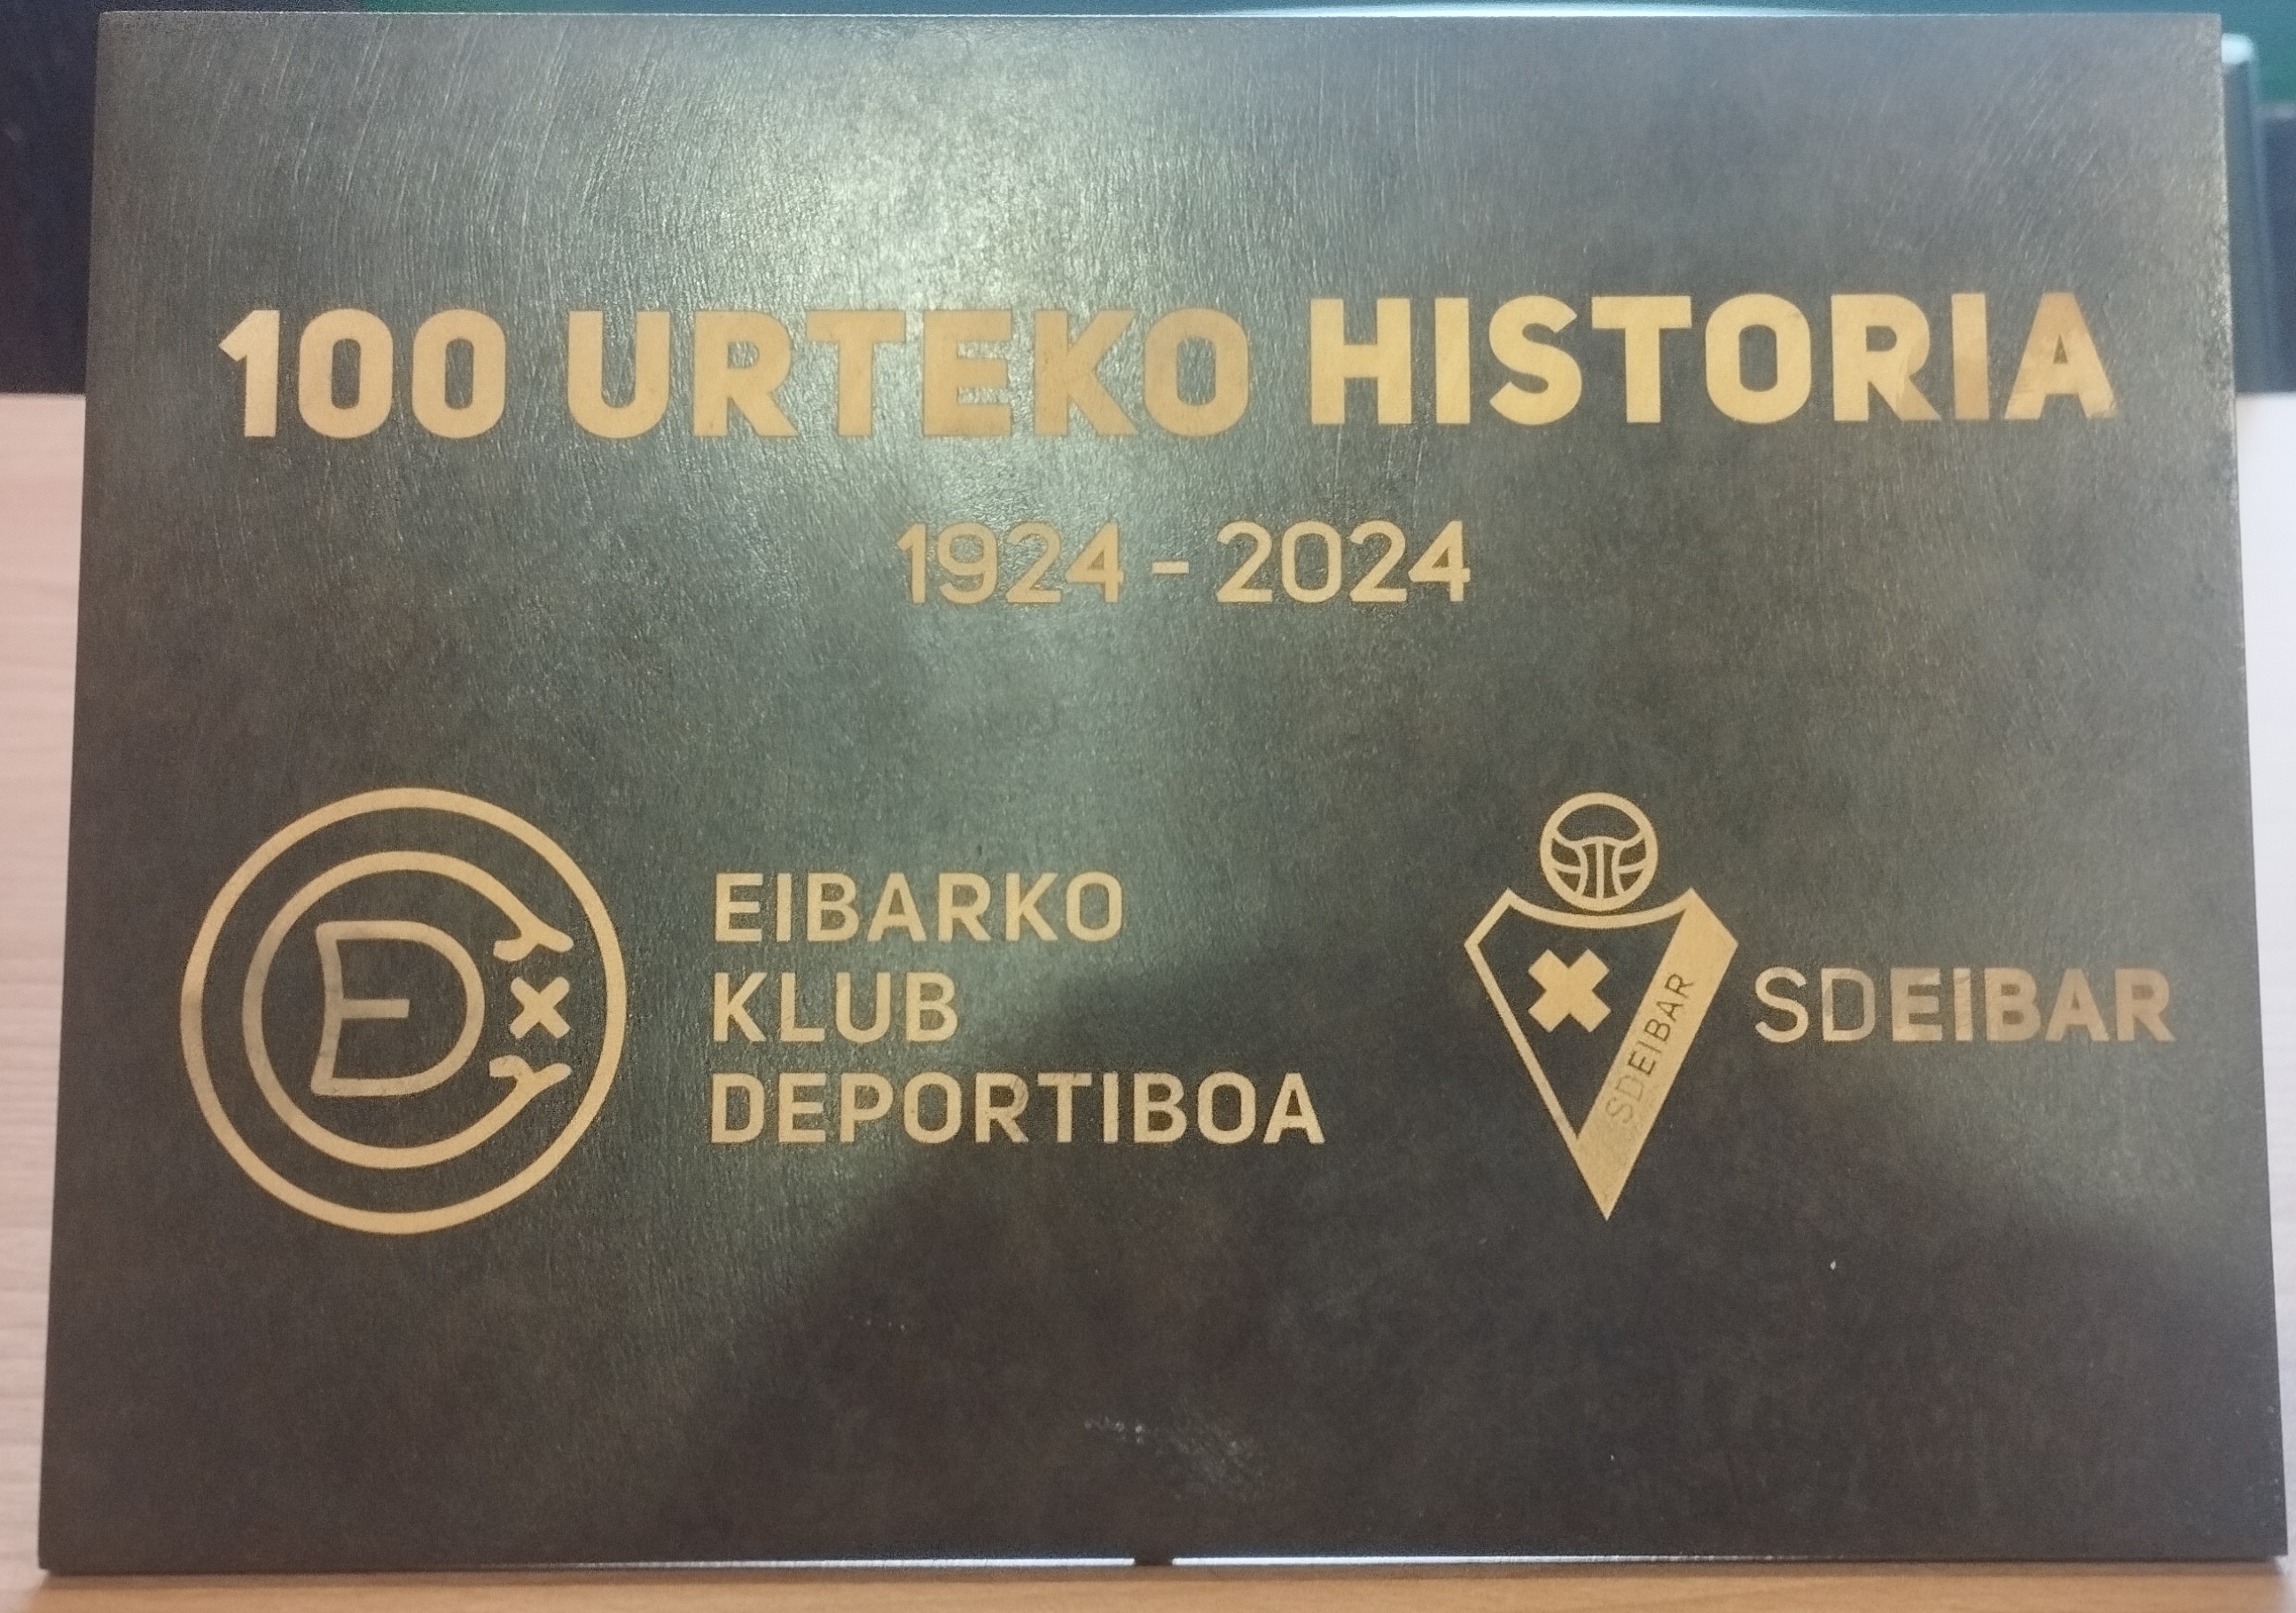 100 URTEKO HISTORIA
1924 - 2024
EIBARKO
KLUB
DEPORTIBOA
SDEIBAR
SDEIBAR